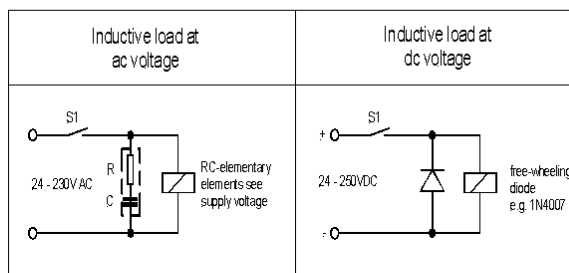 Inductive load at
ac voltage
Inductive load at
dc voltage
S1
R
C
24 - 230V AC
RC-elementary
elements see
supply voltage
S1
+
24 - 250VDC
-
free-wheeling
diode
e.g. 1N4007